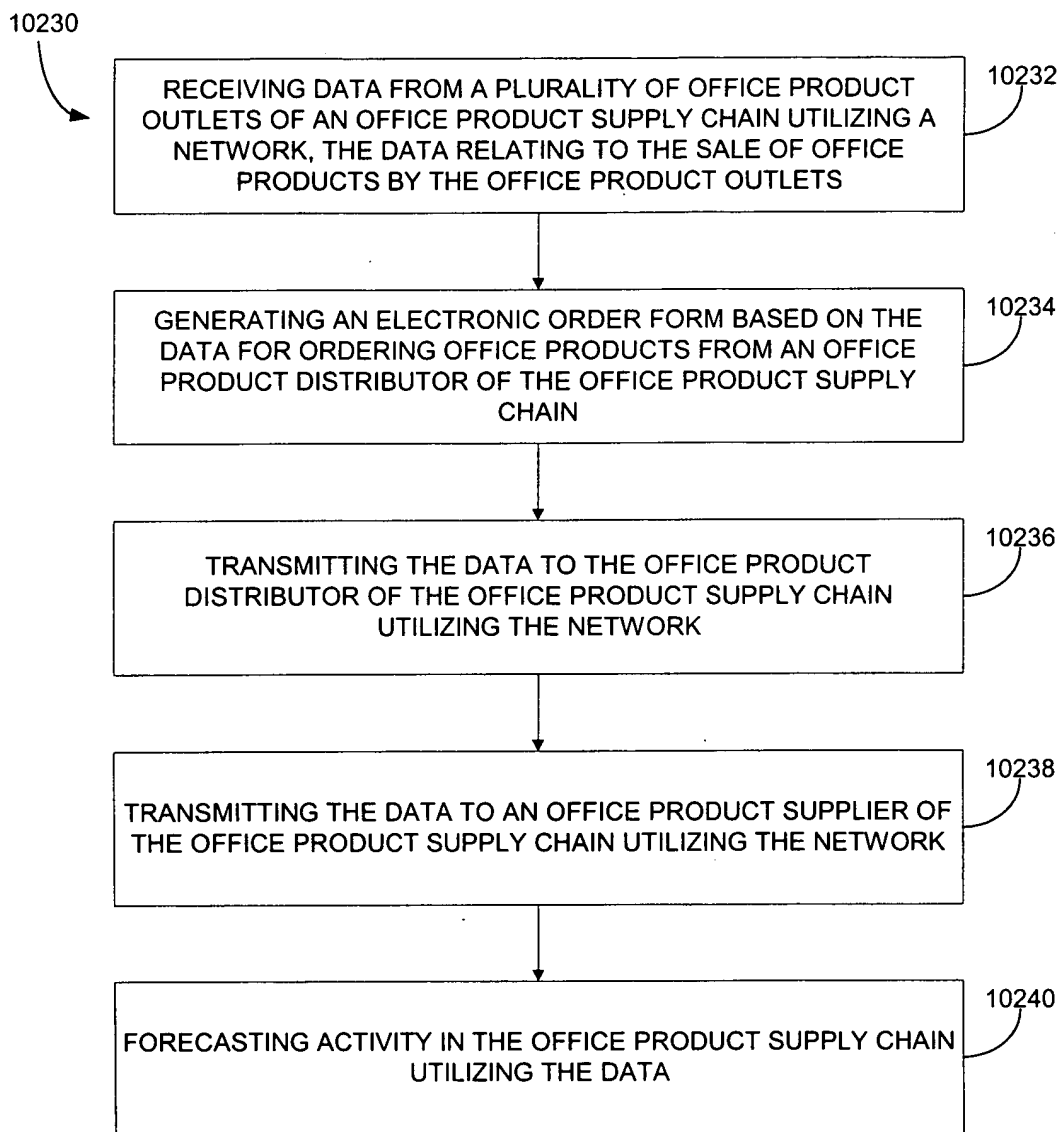 10230
10232
RECEIVING DATA FROM A PLURALITY OF OFFICE PRODUCT
OUTLETS OF AN OFFICE PRODUCT SUPPLY CHAIN UTILIZING A
NETWORK, THE DATA RELATING TO THE SALE OF OFFICE
PRODUCTS BY THE OFFICE PRODUCT OUTLETS
10234
GENERATING AN ELECTRONIC ORDER FORM BASED ON THE
DATA FOR ORDERING OFFICE PRODUCTS FROM AN OFFICE
PRODUCT DISTRIBUTOR OF THE OFFICE PRODUCT SUPPLY
CHAIN
10236
TRANSMITTING THE DATA TO THE OFFICE PRODUCT
DISTRIBUTOR OF THE OFFICE PRODUCT SUPPLY CHAIN
UTILIZING THE NETWORK
10238
TRANSMITTING THE DATA TO AN OFFICE PRODUCT SUPPLIER OF
THE OFFICE PRODUCT SUPPLY CHAIN UTILIZING THE NETWORK
10240
FORECASTING ACTIVITY IN THE OFFICE PRODUCT SUPPLY CHAIN
UTILIZING THE DATA